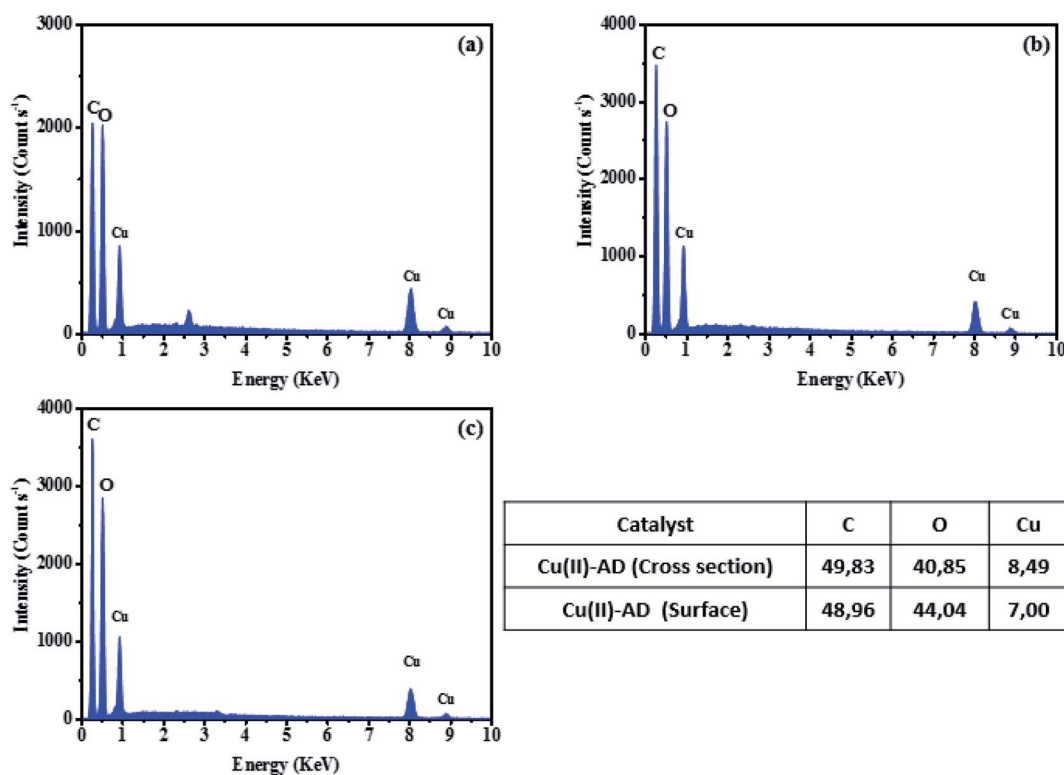 (a)
3000
2000
1000
0
Intensity (Count s⁻¹)
C
O
Cu
Cu
Cu
0 1 2 3 4 5 6 7 8 9 10
Energy (KeV)
(b)
4000
3000
2000
1000
0
Intensity (Count s⁻¹)
C
O
Cu
Cu
Cu
0 1 2 3 4 5 6 7 8 9 10
Energy (KeV)
(c)
4000
3000
2000
1000
0
Intensity (Count s⁻¹)
C
O
Cu
Cu
Cu
0 1 2 3 4 5 6 7 8 9 10
Energy (KeV)
Catalyst C O Cu
Cu(II)-AD (Cross section) 49,83 40,85 8,49
Cu(II)-AD (Surface) 48,96 44,04 7,00